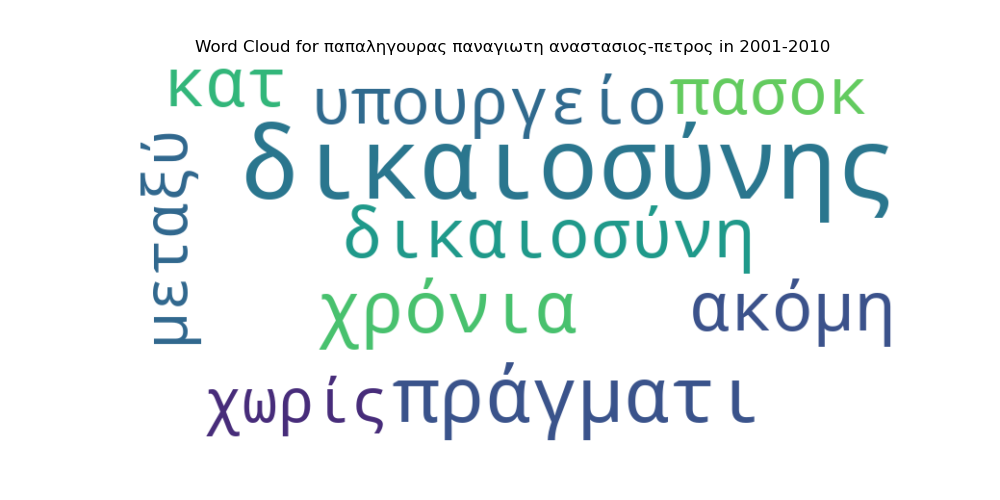 Word Cloud for παπαληγουρας παναγιωτη αναστασιος-πετρος in 2001-2010
κατ
υπουργείο
πασοκ
μεταξύ
δικαιοσύνης
δικαιοσύνη
χρόνια
ακόμη
χωρίς
πράγματι